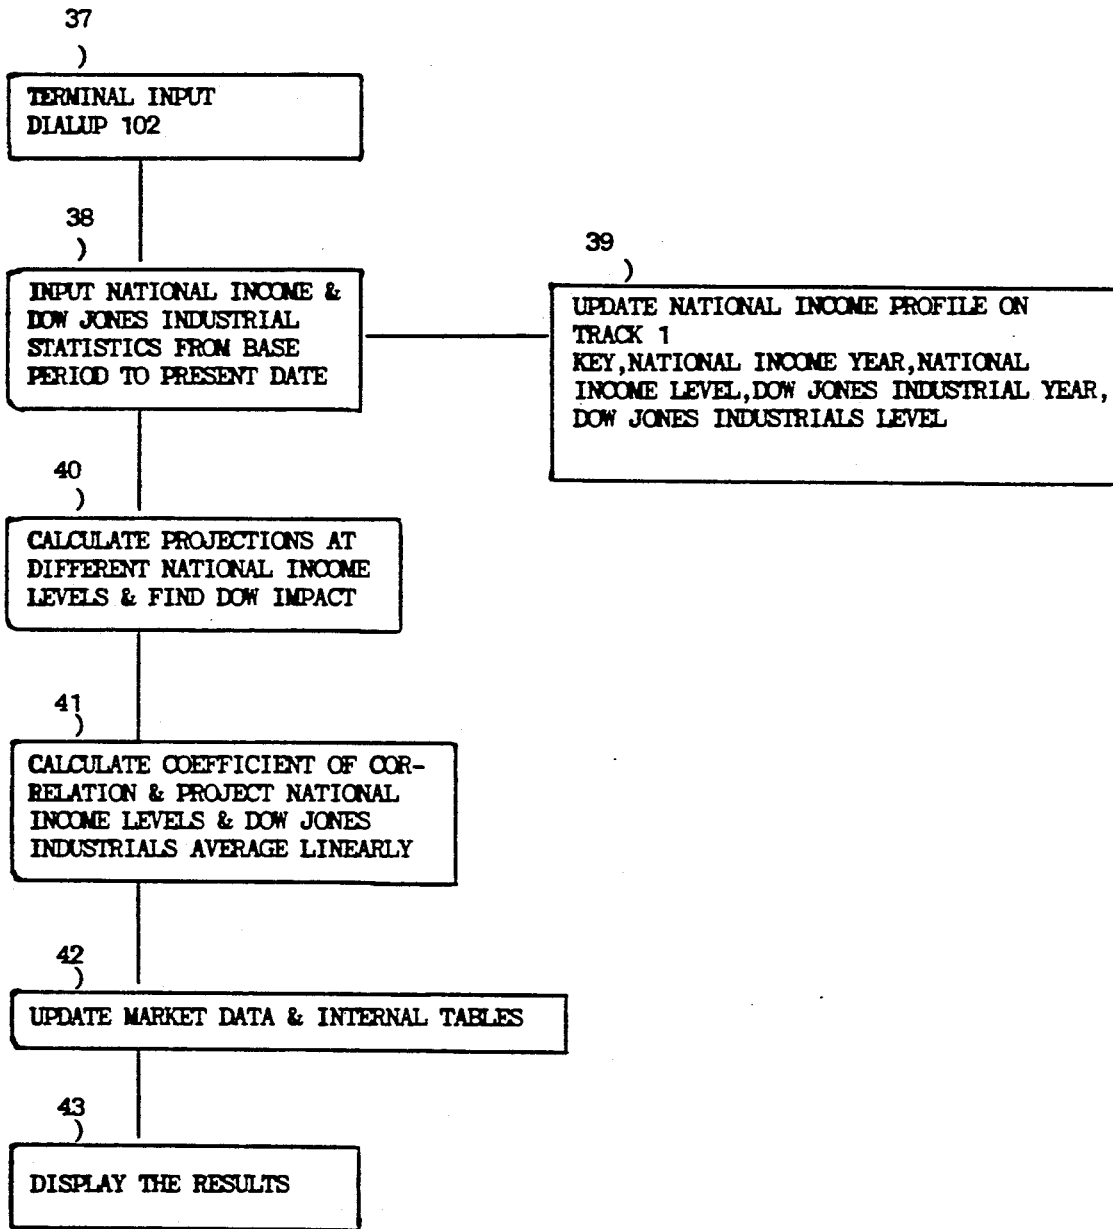 37
)
TERMINAL INPUT
DIALUP 102
38
)
INPUT NATIONAL INCOME &
DOW JONES INDUSTRIAL
STATISTICS FROM BASE
PERIOD TO PRESENT DATE
39
)
UPDATE NATIONAL INCOME PROFILE ON
TRACK 1
KEY,NATIONAL INCOME YEAR,NATIONAL
INCOME LEVEL,DOW JONES INDUSTRIAL YEAR,
DOW JONES INDUSTRIALS LEVEL
40
)
CALCULATE PROJECTIONS AT
DIFFERENT NATIONAL INCOME
LEVELS & FIND DOW IMPACT
41
)
CALCULATE COEFFICIENT OF COR-
RELATION & PROJECT NATIONAL
INCOME LEVELS & DOW JONES
INDUSTRIALS AVERAGE LINEARLY
42
)
UPDATE MARKET DATA & INTERNAL TABLES
43
)
DISPLAY THE RESULTS